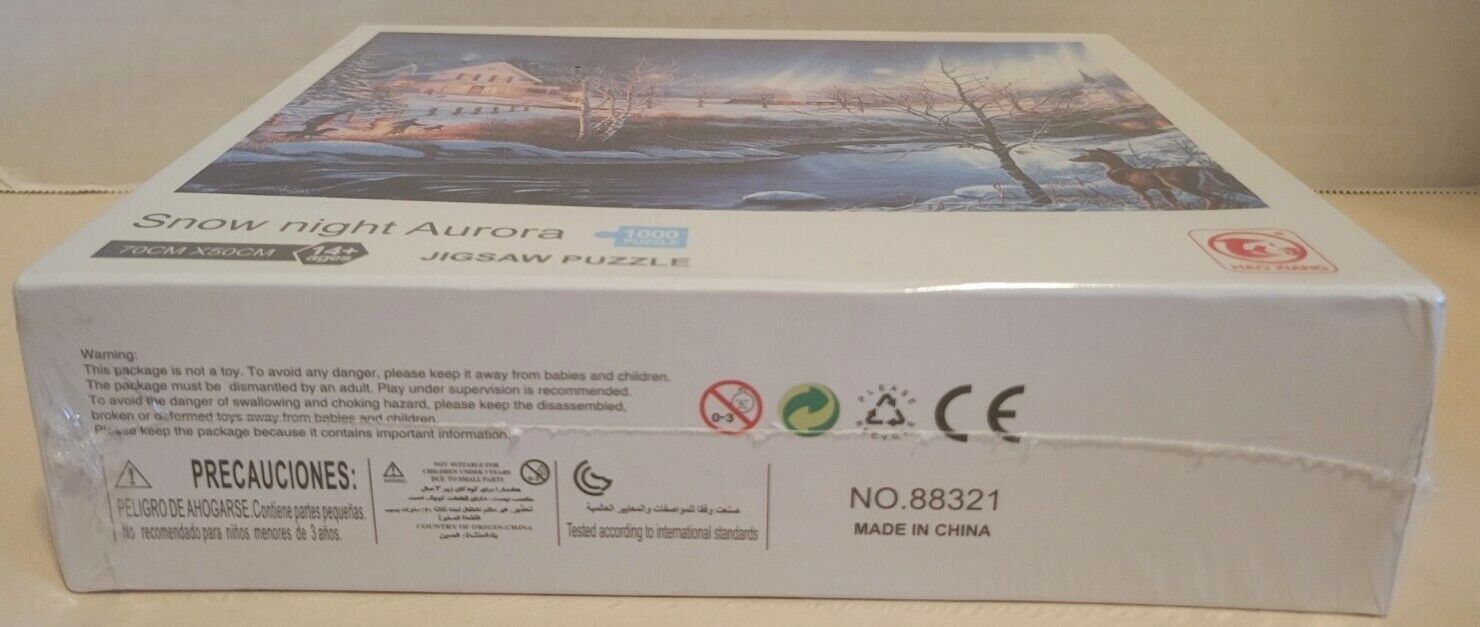 Snow night Aurora
1000
PUZZLE
70CM X50CM
14+
ages
JIGSAW PUZZLE
HAO XIANG
Warning:
This package is not a toy. To avoid any danger, please keep it away from babies and children.
The package must be dismantled by an adult. Play under supervision is recommended.
To avoid the danger of swallowing and choking hazard, please keep the disassembled,
broken or deformed toys away from babies and children.
Please keep the package because it contains important information
0-3
PLEASE
RECYCLE
CE
PRECAUCIONES:
PELIGRO DE AHOGARSE.Contiene partes pequeñas.
No recomendado para niños menores de 3 años.
WARNING
NOT SUITABLE FOR
CHILDREN UNDER 3 YEARS
DUE TO SMALL PARTS
COUNTRY OF ORIGIN:CHINA
بلد المنشاء: الصين
صنعت وفقا للمواصفات والمعايير العالمية
Tested according to international standards
NO.88321
MADE IN CHINA